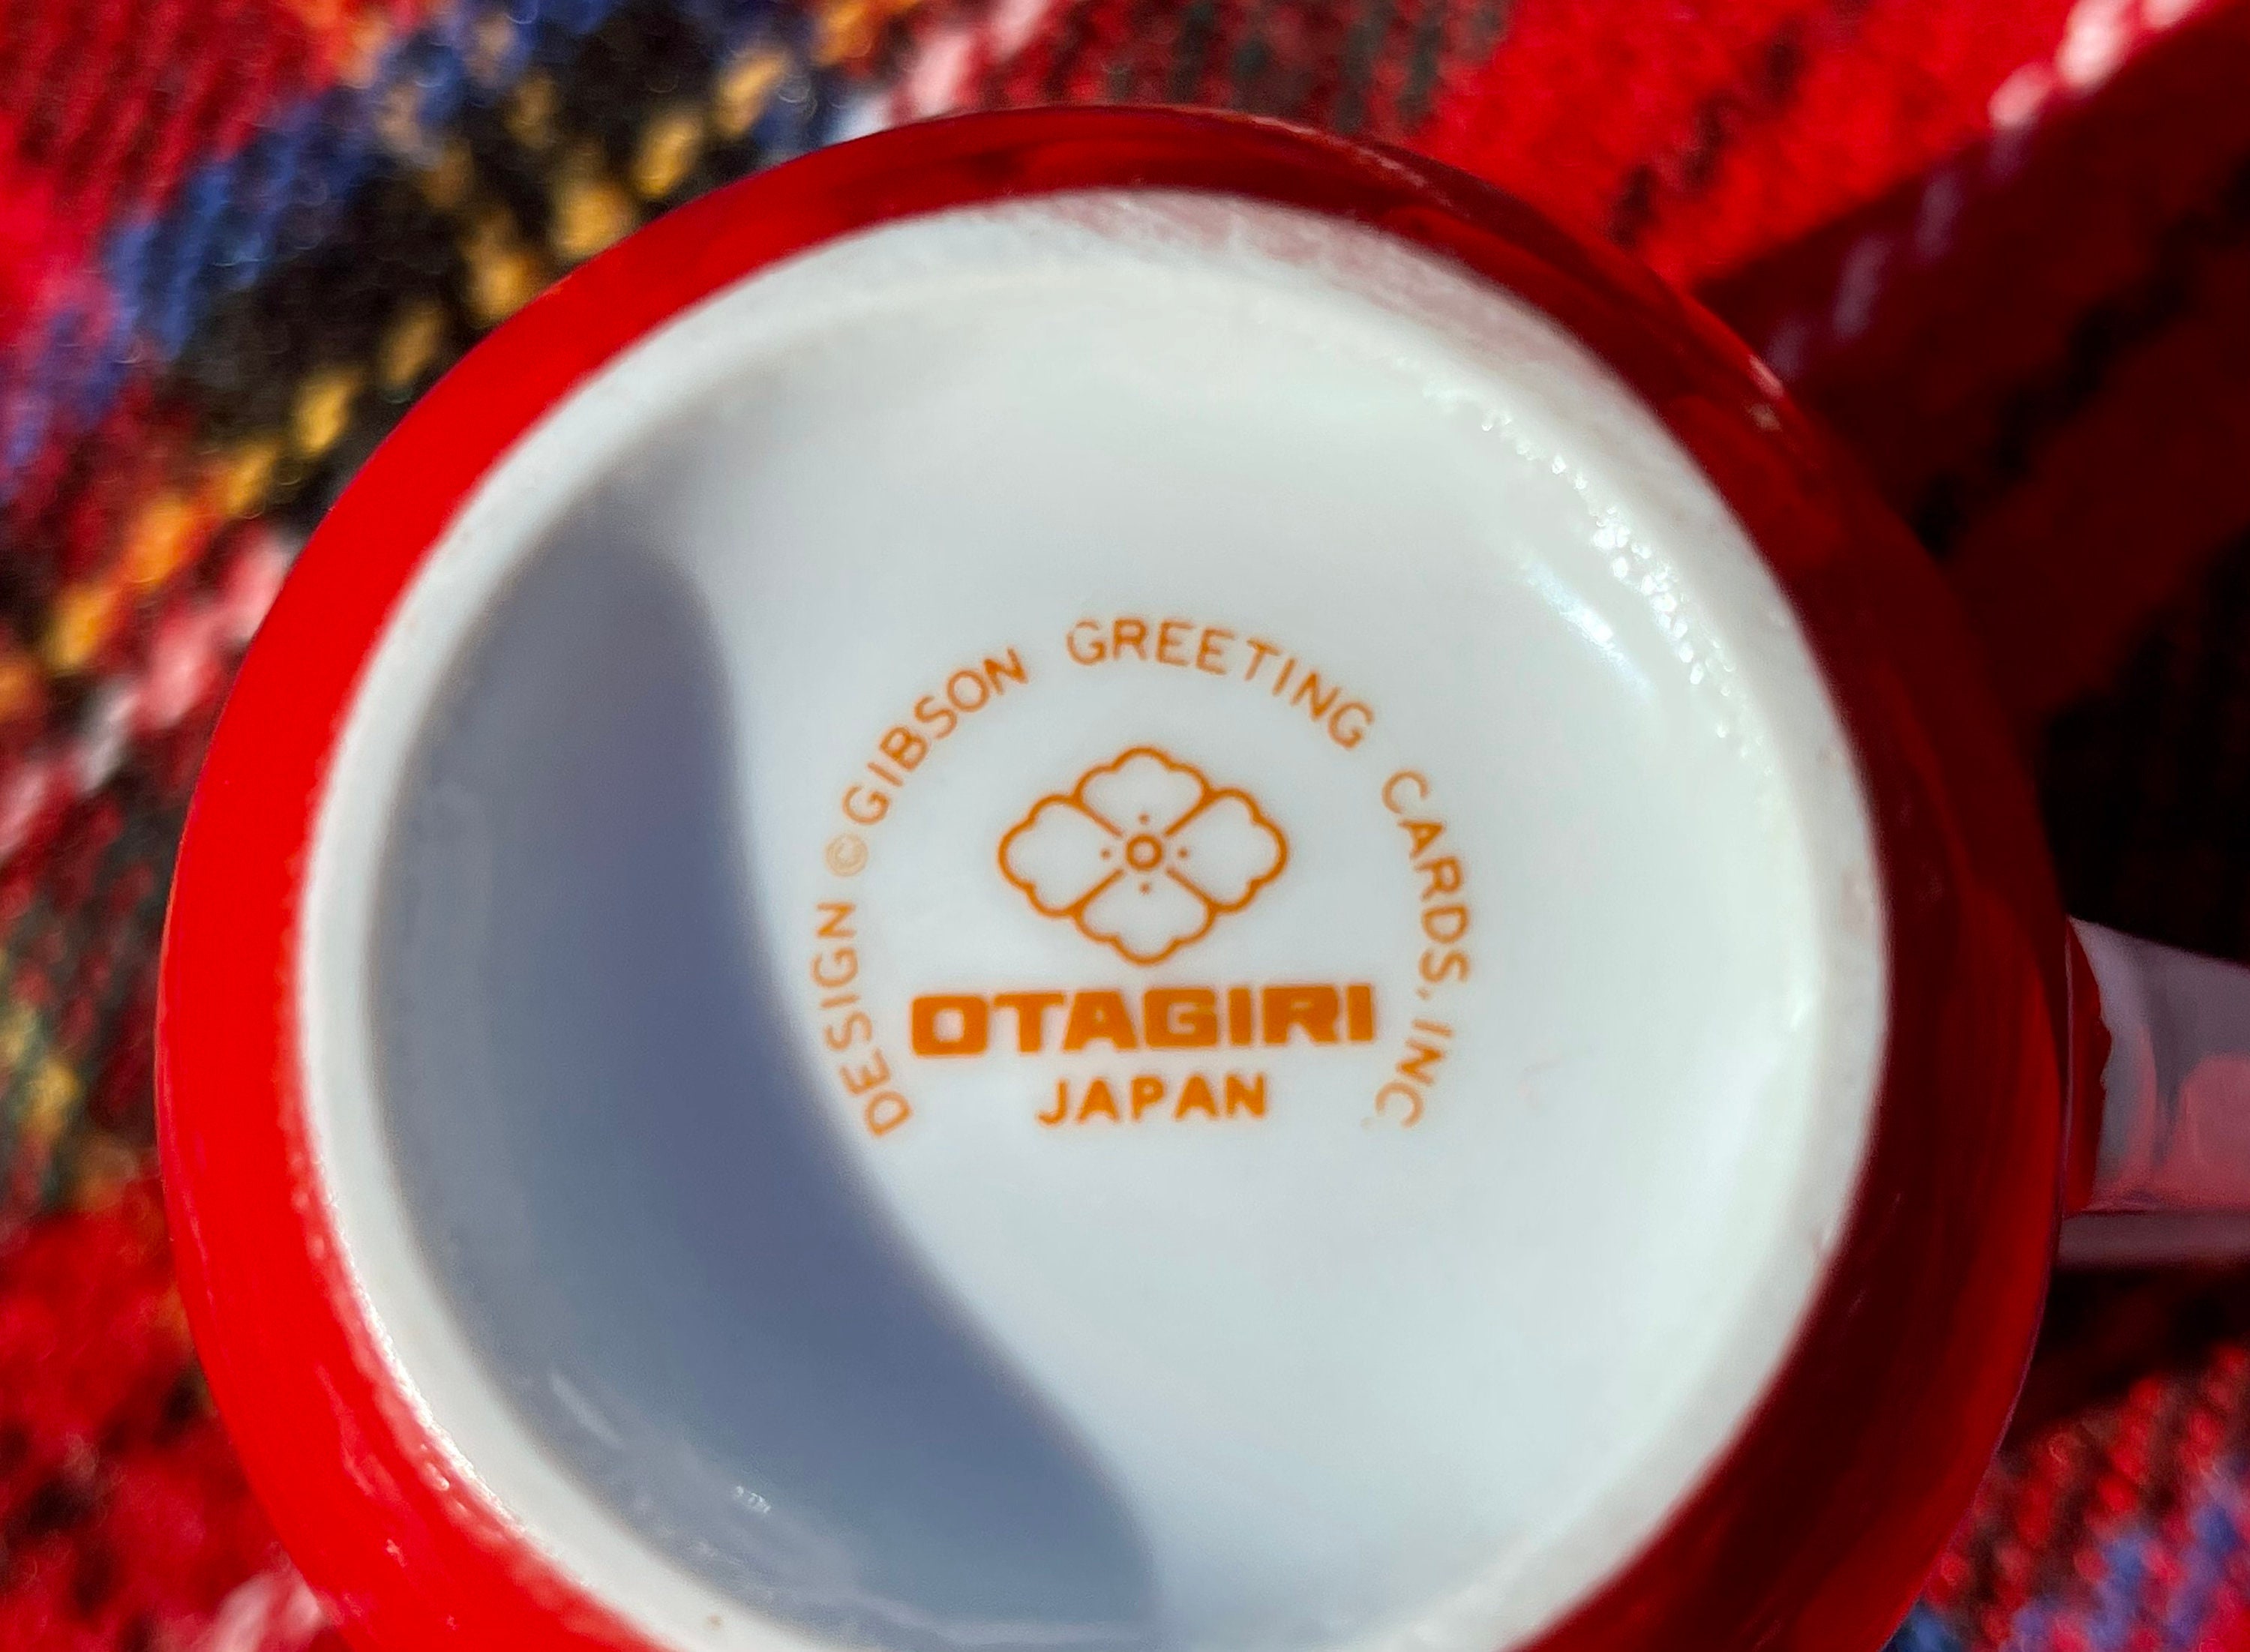 DESIGN ©GIBSON GREETING CARDS, INC.
OTAGIRI
JAPAN